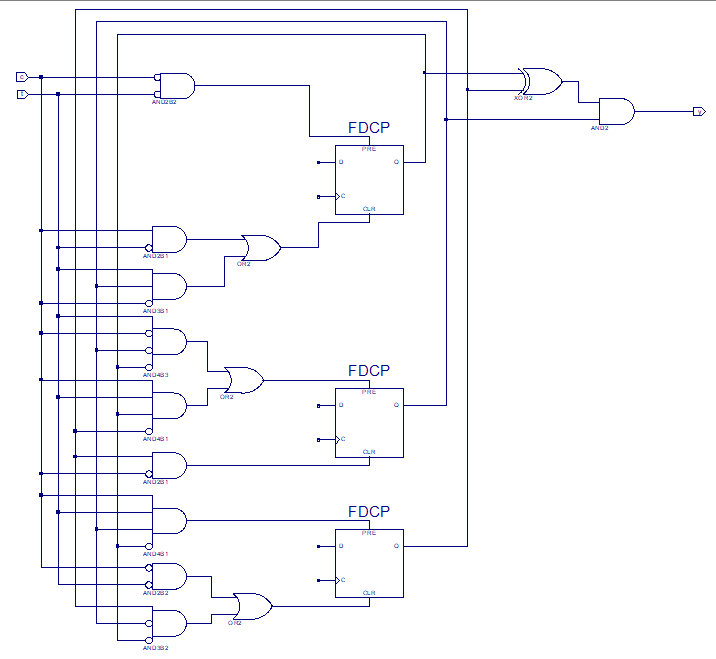 c
t
AND2B2
XOR2
AND2
y
FDCP
PRE
D
Q
C
CLR
AND2B1
OR2
AND3B1
AND4B3
OR2
FDCP
PRE
D
Q
C
CLR
AND4B1
AND2B1
FDCP
PRE
D
Q
C
CLR
AND4B1
AND2B2
OR2
AND3B2